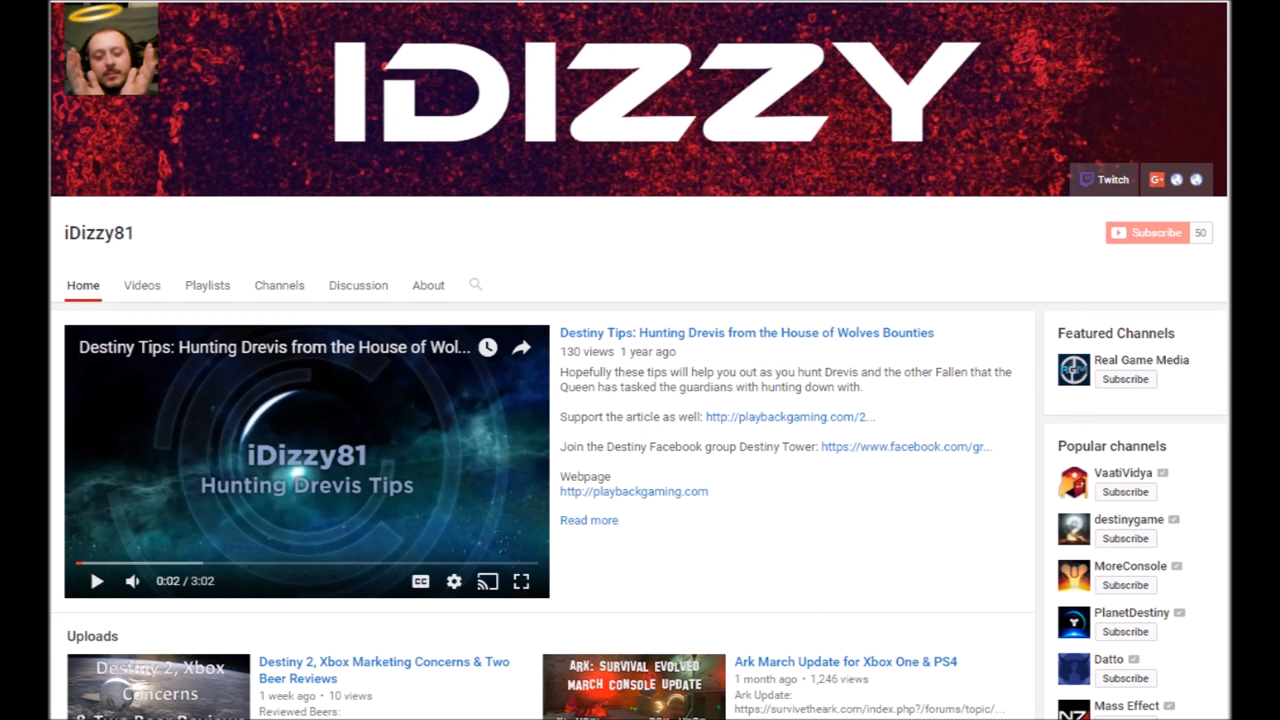 IDIZZY
Twitch
G+
iDizzy81
Subscribe 50
Home Videos Playlists Channels Discussion About
Destiny Tips: Hunting Drevis from the House of Wol...
iDizzy81
Hunting Drevis Tips
0:02 / 3:02
CC
Destiny Tips: Hunting Drevis from the House of Wolves Bounties
130 views 1 year ago
Hopefully these tips will help you out as you hunt Drevis and the other Fallen that the
Queen has tasked the guardians with hunting down with.
Support the article as well: http://playbackgaming.com/2...
Join the Destiny Facebook group Destiny Tower: https://www.facebook.com/gr...
Webpage
http://playbackgaming.com
Read more
Featured Channels
RGM
Real Game Media
Subscribe
Popular channels
VaatiVidya
Subscribe
destinygame
Subscribe
MoreConsole
Subscribe
PlanetDestiny
Subscribe
Datto
Subscribe
Mass Effect
N7
Uploads
Destiny 2, Xbox
Concerns
& Two Beer Reviews
Destiny 2, Xbox Marketing Concerns & Two
Beer Reviews
1 week ago • 10 views
Reviewed Beers:
ARK: SURVIVAL EVOLVED
MARCH CONSOLE UPDATE
Ark March Update for Xbox One & PS4
1 month ago • 1,246 views
Ark Update:
https://survivetheark.com/index.php?/forums/topic/...